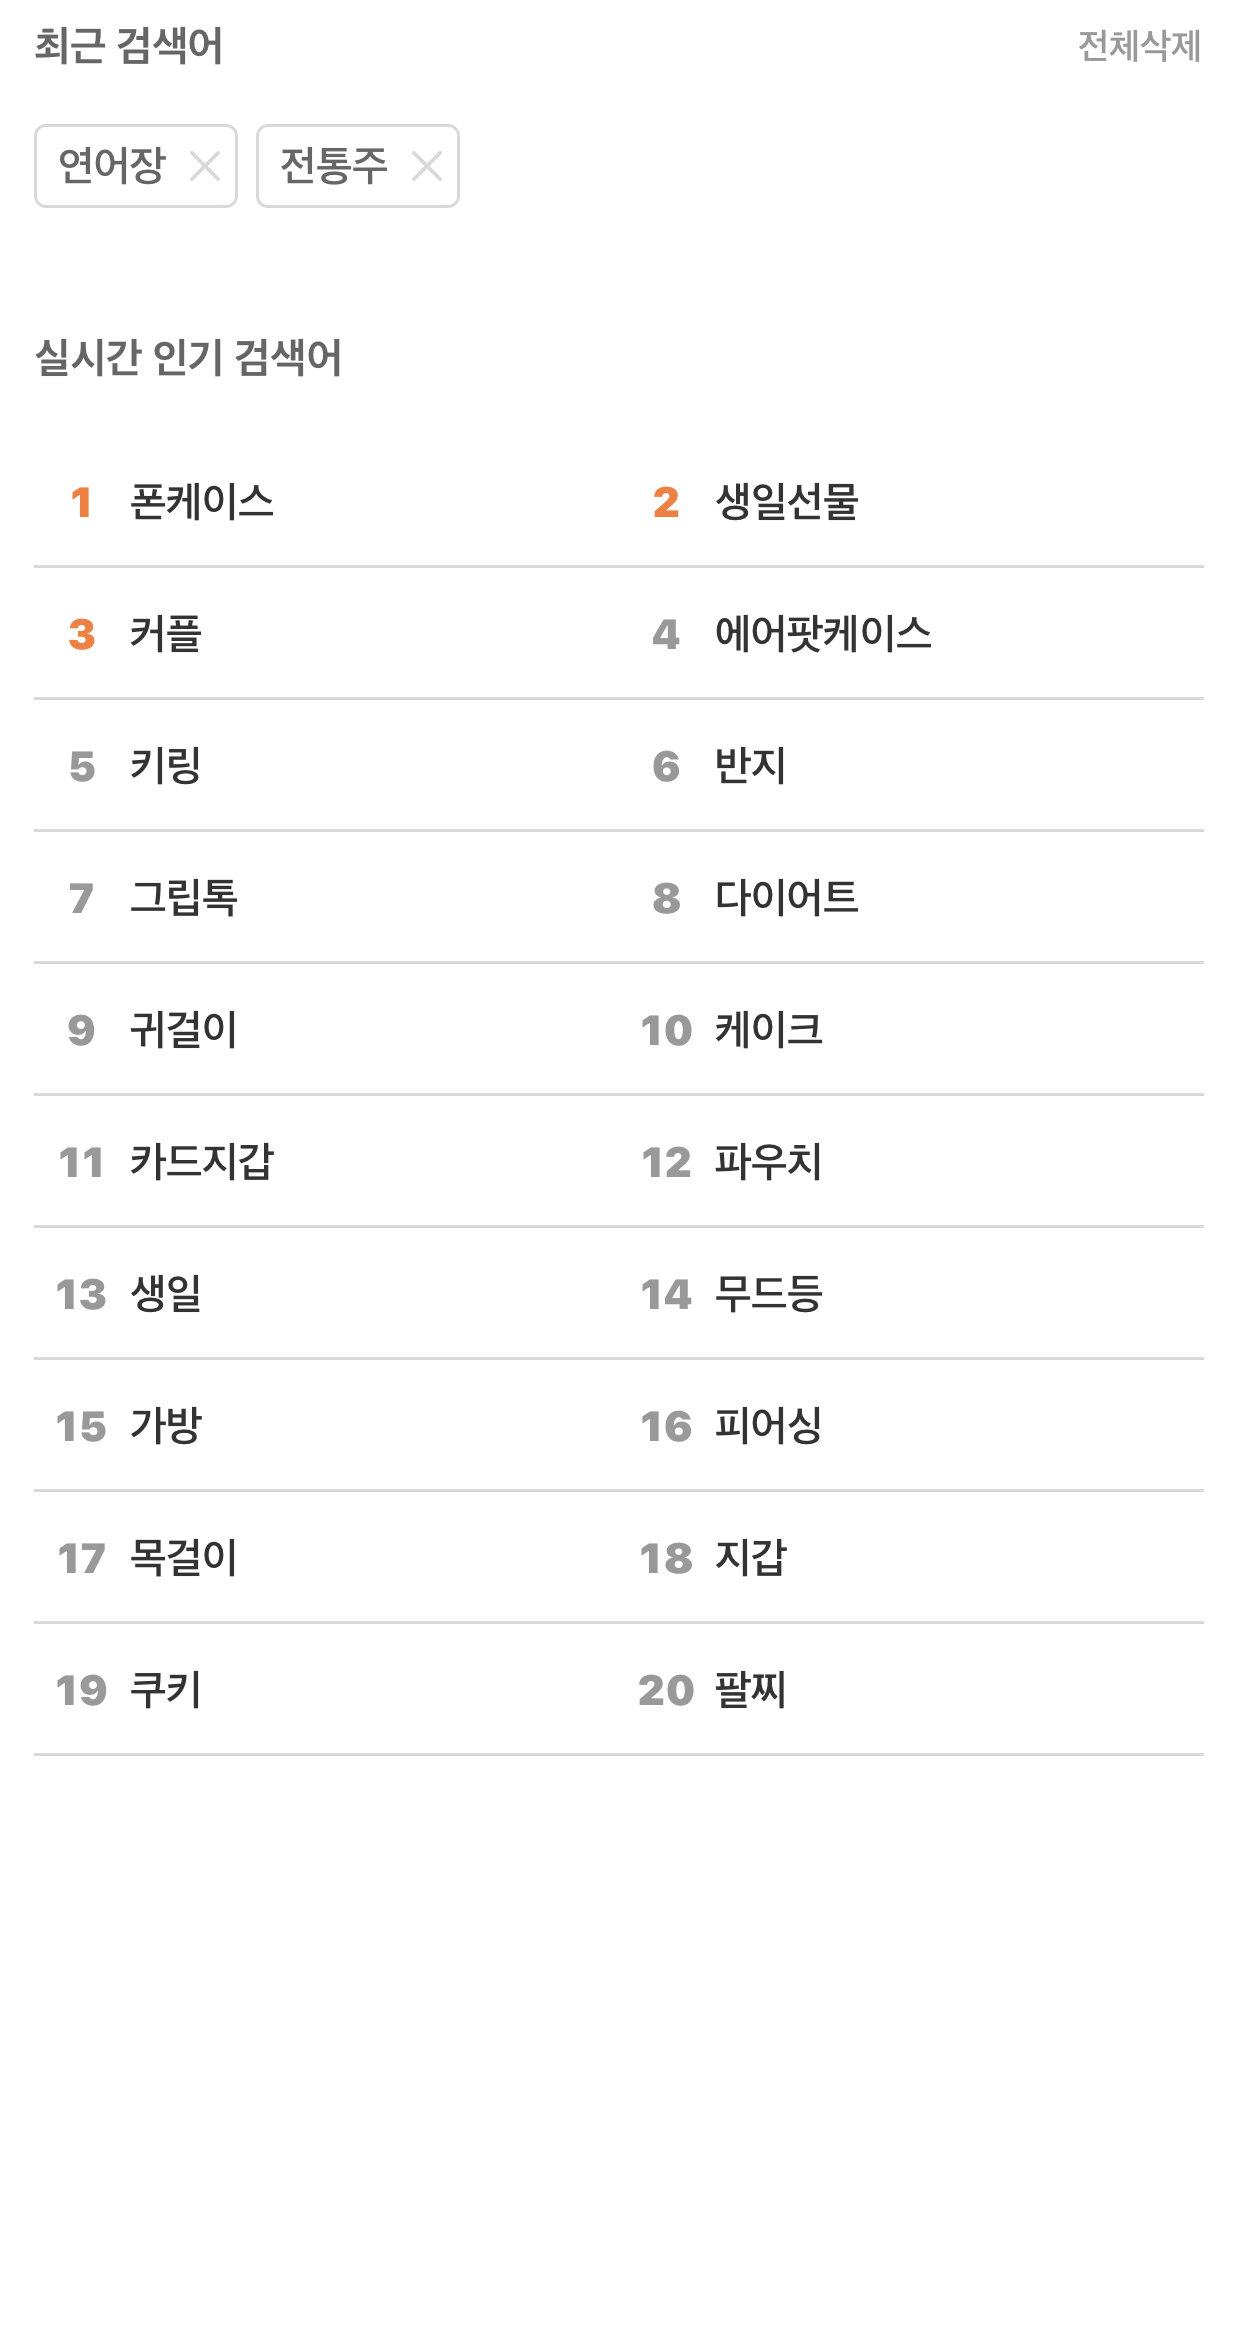 최근 검색어 전체삭제
연어장 전통주
실시간 인기 검색어
1 폰케이스 2 생일선물
3 커플 4 에어팟케이스
5 키링 6 반지
7 그립톡 8 다이어트
9 귀걸이 10 케이크
11 카드지갑 12 파우치
13 생일 14 무드등
15 가방 16 피어싱
17 목걸이 18 지갑
19 쿠키 20 팔찌